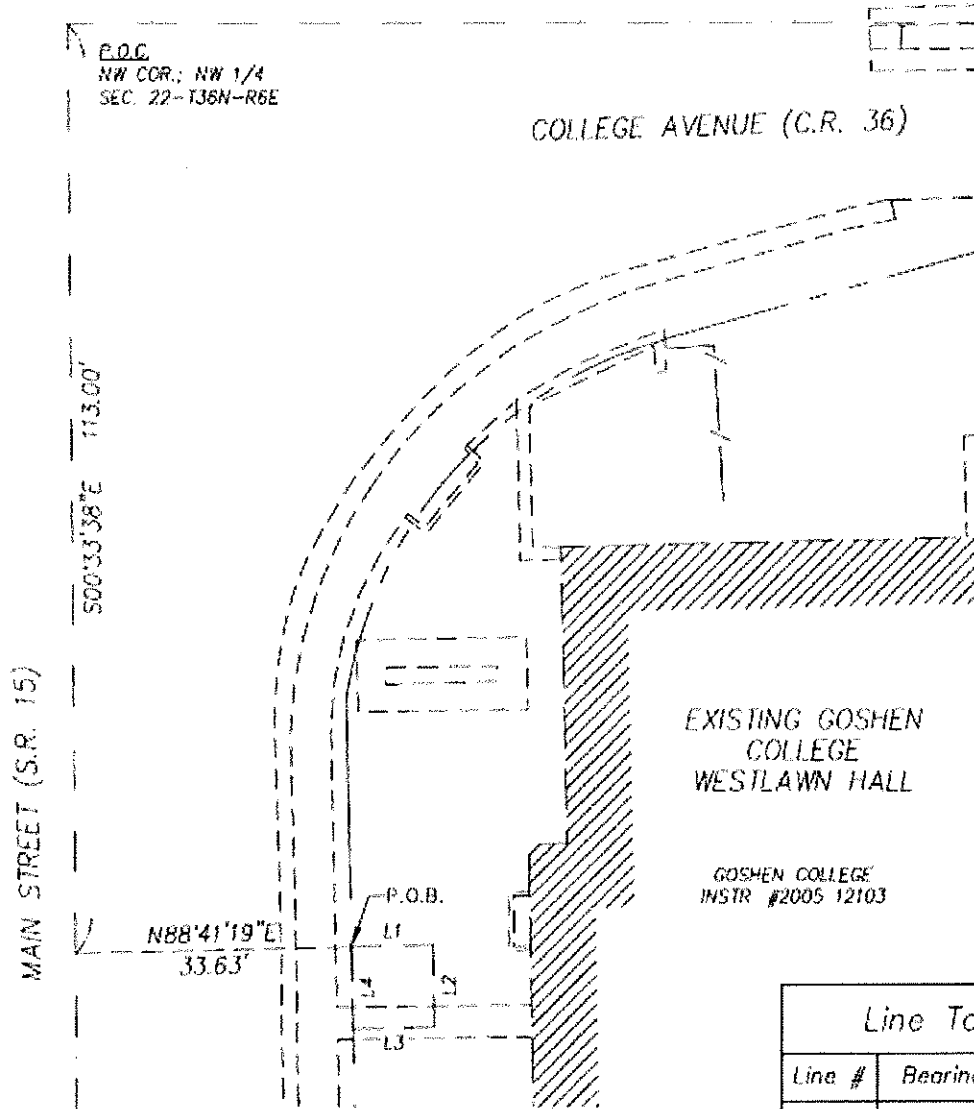 P.O.C.
NW COR.; NW 1/4
SEC. 22-T36N-R6E
COLLEGE AVENUE (C.R. 36)
S00°33'38"E 113.00'
MAIN STREET (S.R. 15)
EXISTING GOSHEN
COLLEGE
WESTLAWN HALL
GOSHEN COLLEGE
INSTR #2005 12103
P.O.B.
N88°41'19"E
33.63'
L1
L2
L4
L3
Line Ta
Line # Bearing